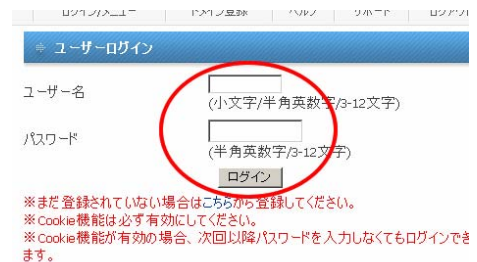 ログイン/メニュー ドメイン登録 ヘルプ サポート ログアウト
ユーザーログイン
ユーザー名
(小文字/半角英数字/3-12文字)
パスワード
(半角英数字/3-12文字)
ログイン
※まだ登録されていない場合はこちらから登録してください。
※Cookie機能は必ず有効にしてください。
※Cookie機能が有効の場合、次回以降パスワードを入力しなくてもログインでき
ます。